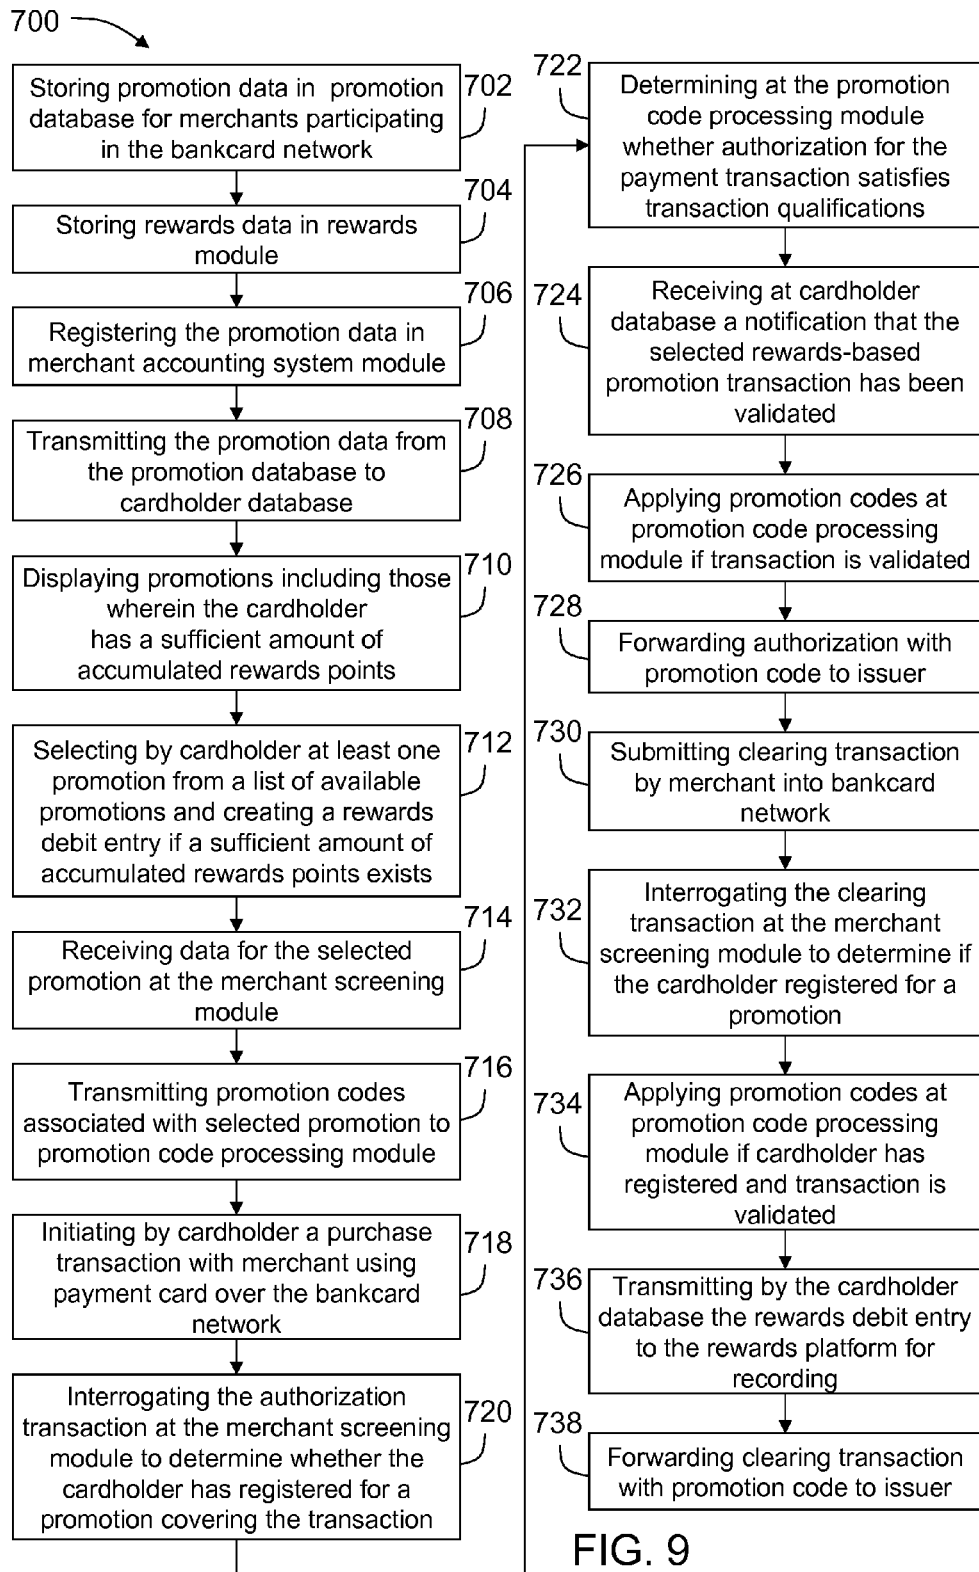 700
Storing promotion data in promotion
database for merchants participating
in the bankcard network
702
Storing rewards data in rewards
module
704
Registering the promotion data in
merchant accounting system module
706
Transmitting the promotion data from
the promotion database to
cardholder database
708
Displaying promotions including those
wherein the cardholder
has a sufficient amount of
accumulated rewards points
710
Selecting by cardholder at least one
promotion from a list of available
promotions and creating a rewards
debit entry if a sufficient amount of
accumulated rewards points exists
712
Receiving data for the selected
promotion at the merchant screening
module
714
Transmitting promotion codes
associated with selected promotion to
promotion code processing module
716
Initiating by cardholder a purchase
transaction with merchant using
payment card over the bankcard
network
718
Interrogating the authorization
transaction at the merchant screening
module to determine whether the
cardholder has registered for a
promotion covering the transaction
720
722
Determining at the promotion
code processing module
whether authorization for the
payment transaction satisfies
transaction qualifications
724
Receiving at cardholder
database a notification that the
selected rewards-based
promotion transaction has been
validated
726
Applying promotion codes at
promotion code processing
module if transaction is validated
728
Forwarding authorization with
promotion code to issuer
730
Submitting clearing transaction
by merchant into bankcard
network
732
Interrogating the clearing
transaction at the merchant
screening module to determine if
the cardholder registered for a
promotion
734
Applying promotion codes at
promotion code processing
module if cardholder has
registered and transaction is
validated
736
Transmitting by the cardholder
database the rewards debit entry
to the rewards platform for
recording
738
Forwarding clearing transaction
with promotion code to issuer
FIG. 9